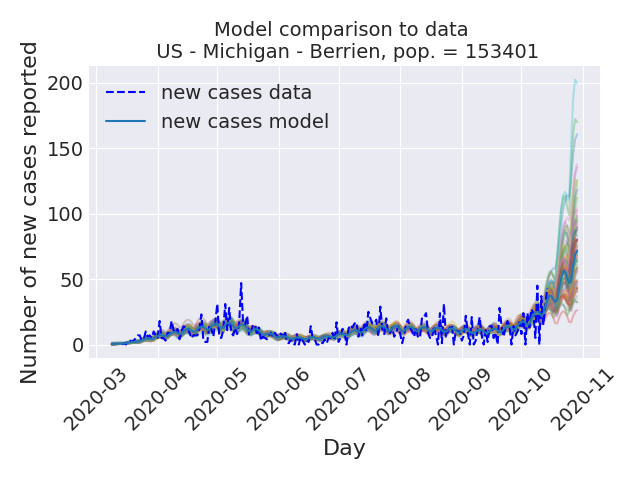 Model comparison to data
US - Michigan - Berrien, pop. = 153401
Number of new cases reported
200
150
100
50
0
new cases data
new cases model
2020-03
2020-04
2020-05
2020-06
2020-07
2020-08
2020-09
2020-10
2020-11
Day